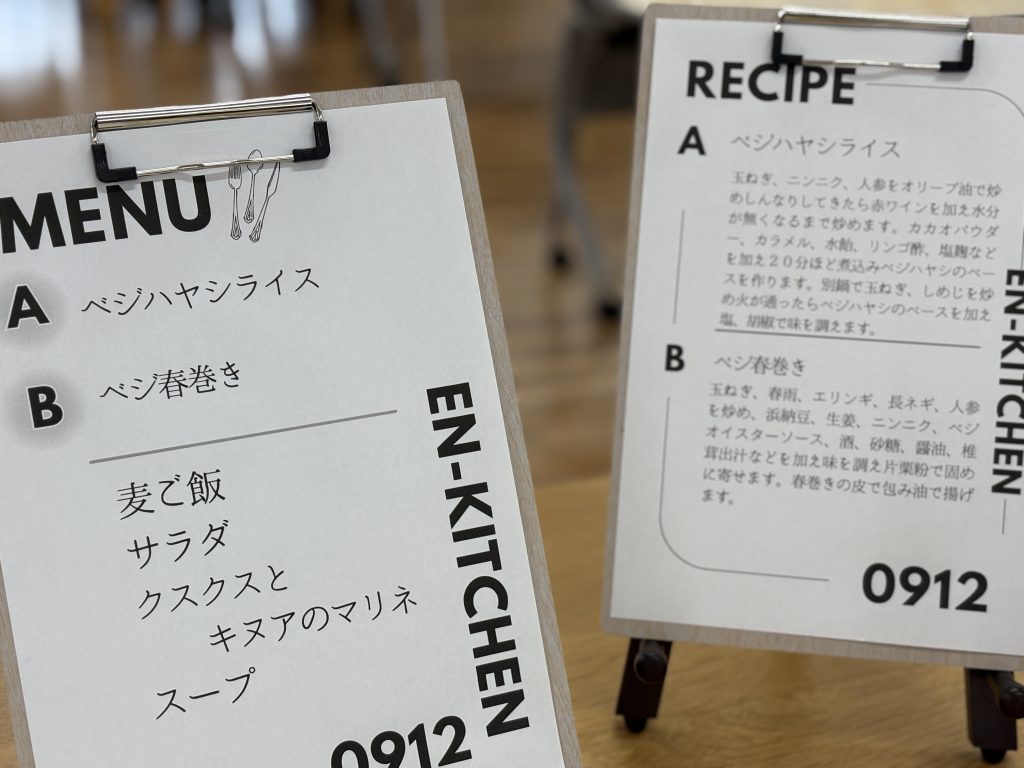 MENU
A ベジハヤシライス
B ベジ春巻き
麦ご飯
サラダ
クスクスと
キヌアのマリネ
スープ
EN-KITCHEN
0912
RECIPE
A ベジハヤシライス
玉ねぎ、ニンニク、人参をオリーブ油で炒
めしんなりしてきたら赤ワインを加え水分
が無くなるまで炒めます。カカオパウダ
ー、カラメル、水飴、リンゴ酢、塩麹など
を加え２０分ほど煮込みベジハヤシのベー
スを作ります。別鍋で玉ねぎ、しめじを炒
め火が通ったらベジハヤシのベースを加え
塩、胡椒で味を調えます。
B ベジ春巻き
玉ねぎ、春雨、エリンギ、長ネギ、人参
を炒め、浜納豆、生姜、ニンニク、ベジ
オイスターソース、酒、砂糖、醤油、椎
茸出汁などを加え味を調え片栗粉で固め
に寄せます。春巻きの皮で包み油で揚げ
ます。
EN-KITCHEN
0912